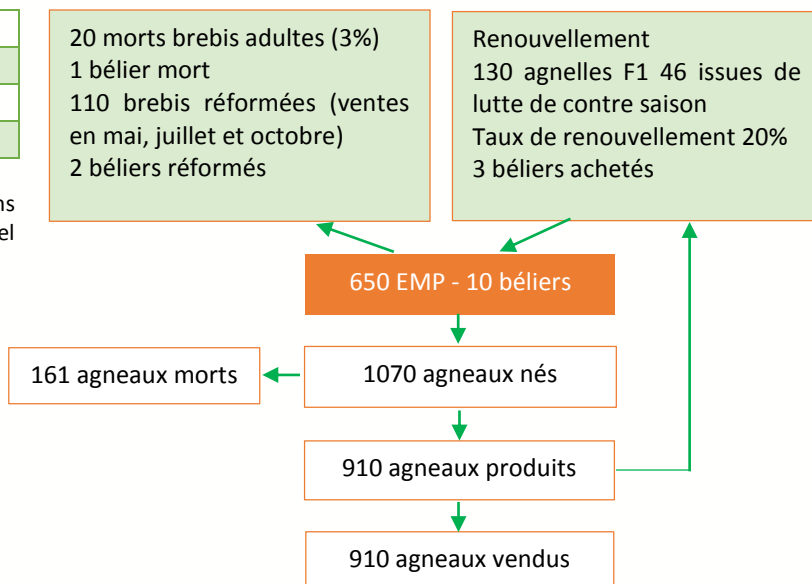 20 morts brebis adultes (3%)
1 bélier mort
110 brebis réformées (ventes
en mai, juillet et octobre)
2 béliers réformés
Renouvellement
130 agnelles F1 46 issues de
lutte de contre saison
Taux de renouvellement 20%
3 béliers achetés
ns
el
650 EMP - 10 béliers
161 agneaux morts
1070 agneaux nés
910 agneaux produits
910 agneaux vendus